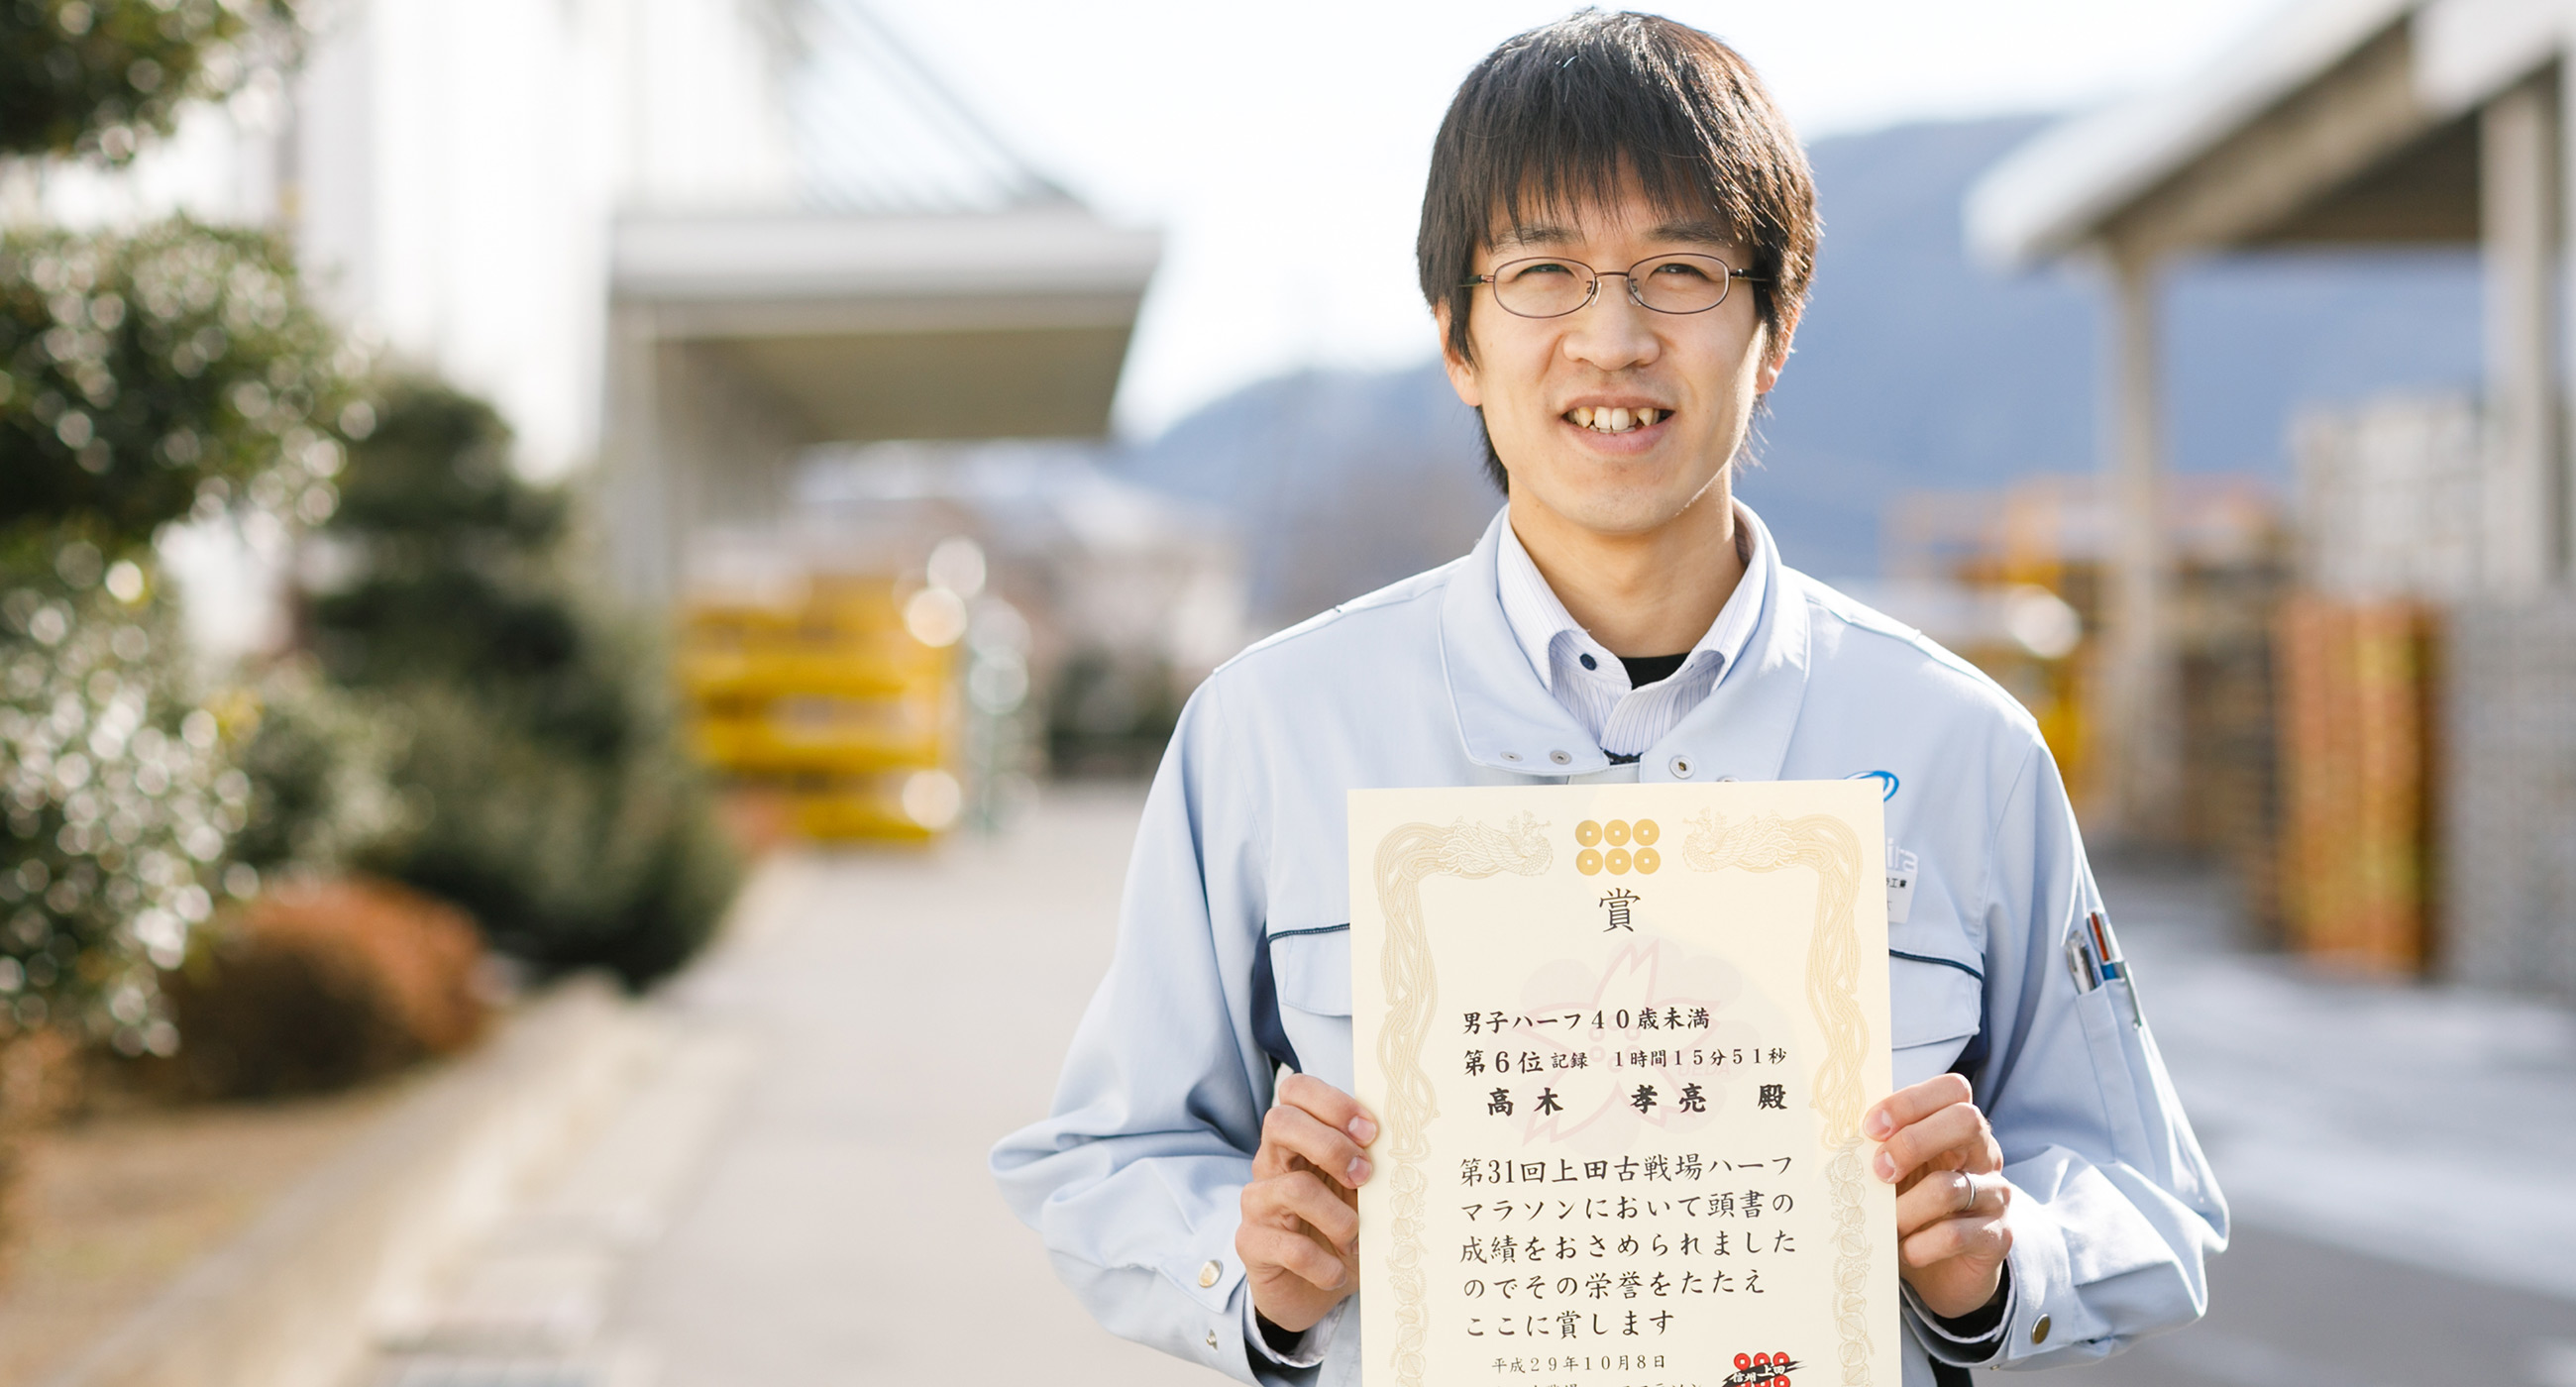 賞
男子ハーフ40歳未満
第6位 記録 1時間15分51秒
高木 孝亮 殿
第31回上田古戦場ハーフ
マラソンにおいて頭書の
成績をおさめられました
のでその栄誉をたたえ
ここに賞します
平成29年10月8日
上田
工業